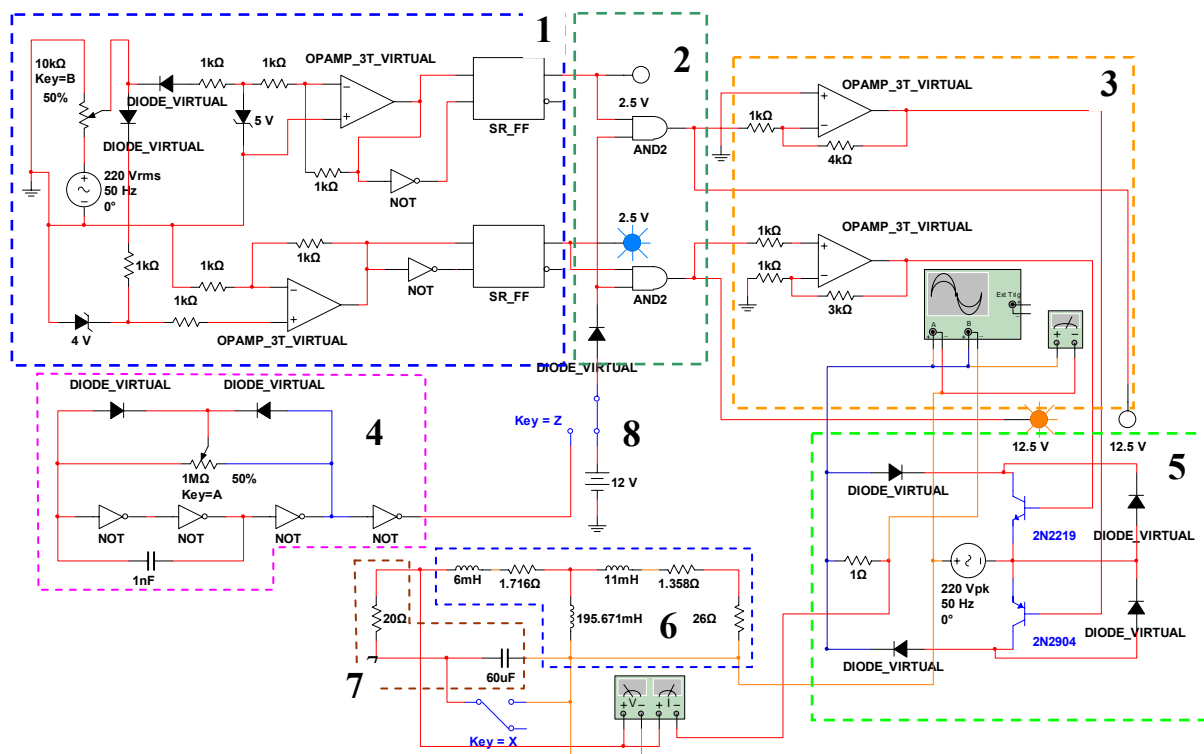 1
10kΩ
Key=B
50%
1kΩ
1kΩ
OPAMP_3T_VIRTUAL
DIODE_VIRTUAL
5 V
DIODE_VIRTUAL
SR_FF
220 Vrms
50 Hz
0°
1kΩ
NOT
1kΩ
1kΩ
1kΩ
1kΩ
NOT
SR_FF
4 V
OPAMP_3T_VIRTUAL
2
2.5 V
AND2
2.5 V
AND2
DIODE_VIRTUAL
3
OPAMP_3T_VIRTUAL
1kΩ
4kΩ
OPAMP_3T_VIRTUAL
1kΩ
1kΩ
3kΩ
Ext Trig
+
A
B
+ −
+ −
+ −
12.5 V
12.5 V
DIODE_VIRTUAL
DIODE_VIRTUAL
4
1MΩ
50%
Key=A
NOT
NOT
NOT
NOT
1nF
Key = Z
8
12 V
5
DIODE_VIRTUAL
2N2219
DIODE_VIRTUAL
1Ω
220 Vpk
50 Hz
0°
2N2904
DIODE_VIRTUAL
DIODE_VIRTUAL
6mH
1.716Ω
11mH
1.358Ω
195.671mH
26Ω
6
20Ω
7
60uF
V
I
+ − + −
Key = X